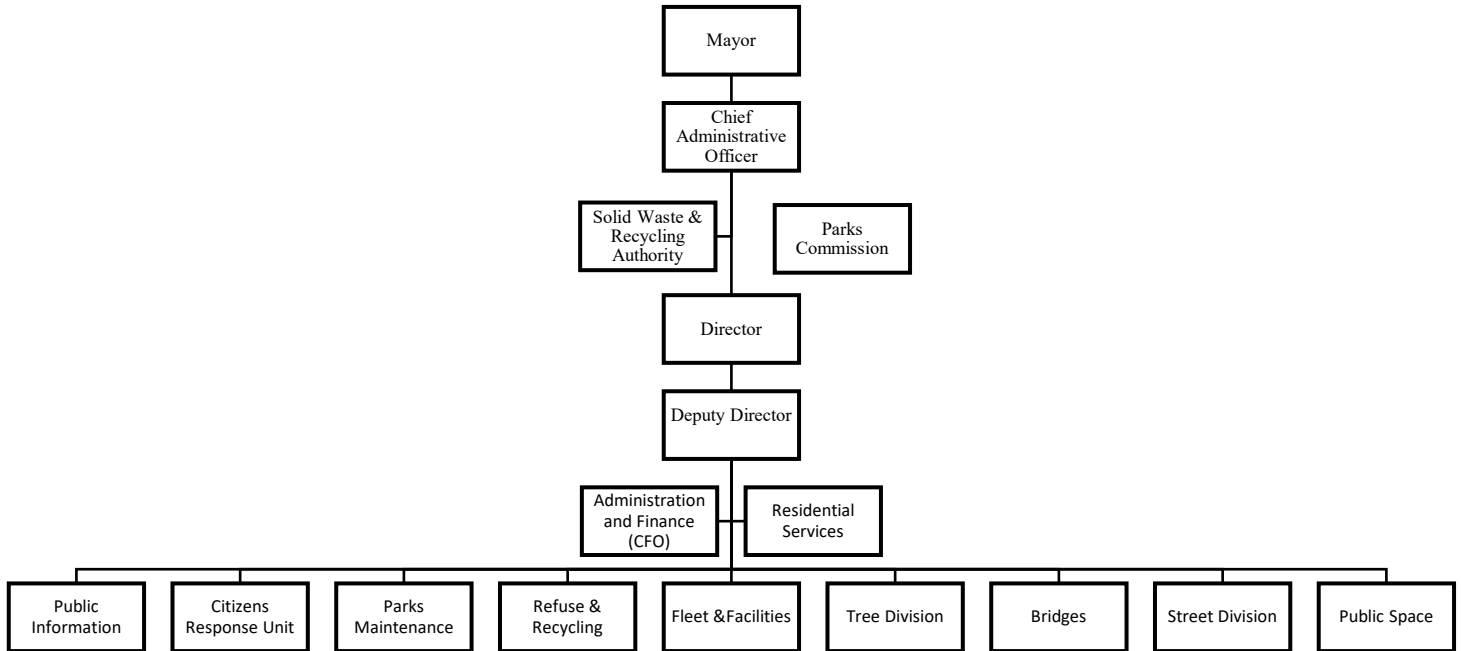 Mayor
Chief
Administrative
Officer
Solid Waste &
Recycling
Authority
Parks
Commission
Director
Deputy Director
Administration
and Finance
(CFO)
Residential
Services
Public
Information
Citizens
Response Unit
Parks
Maintenance
Refuse &
Recycling
Fleet &Facilities
Tree Division
Bridges
Street Division
Public Space